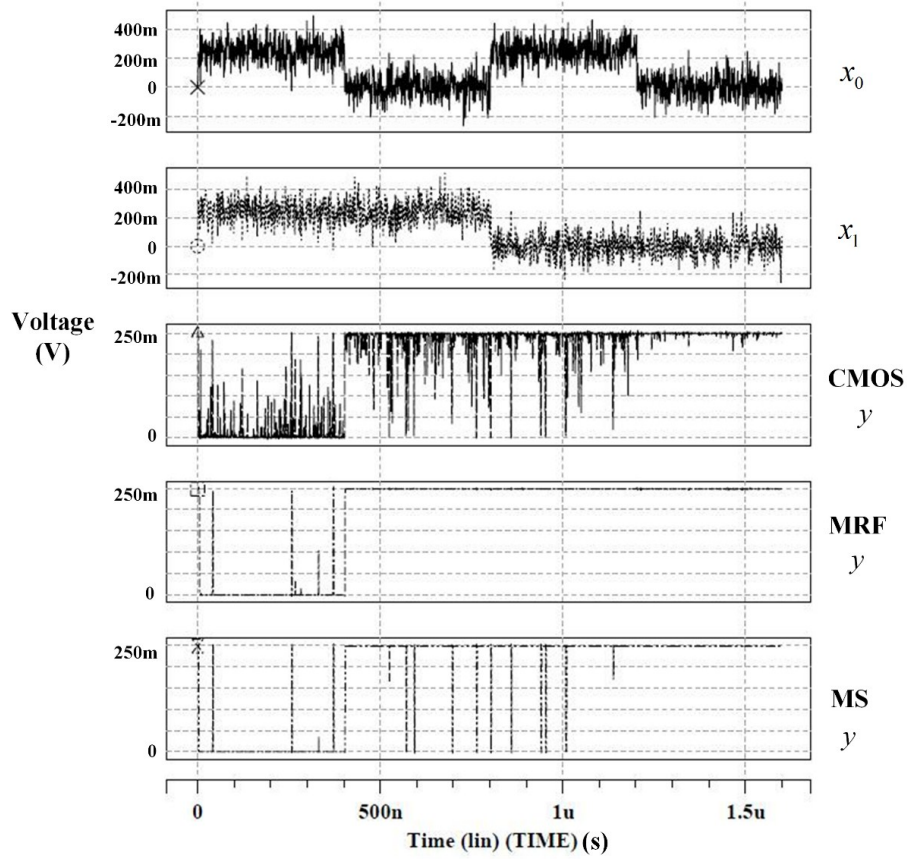 400m
200m
0
-200m
x₀
400m
200m
0
-200m
x₁
Voltage
(V)
250m
0
CMOS
y
250m
0
MRF
y
250m
0
MS
y
0 500n 1u 1.5u
Time (lin) (TIME) (s)